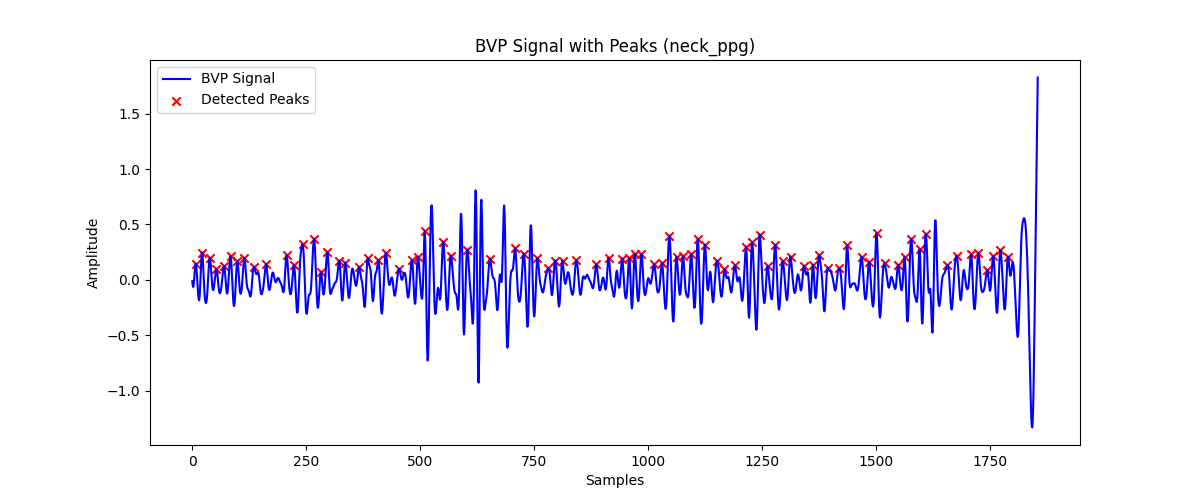 BVP Signal with Peaks (neck_ppg)
BVP Signal
Detected Peaks
Amplitude
1.5
1.0
0.5
0.0
−0.5
−1.0
0 250 500 750 1000 1250 1500 1750
Samples